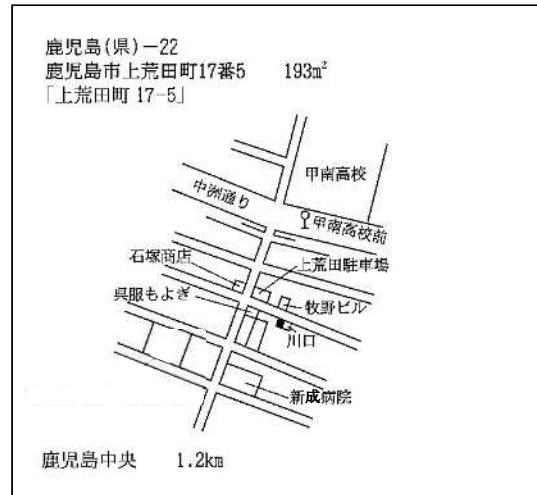 鹿児島(県)-22
鹿児島市上荒田町17番5 193m²
「上荒田町 17-5」
甲南高校
中洲通り
甲南高校前
石塚商店
上荒田駐車場
呉服もよぎ
牧野ビル
川口
新成病院
鹿児島中央 1.2km